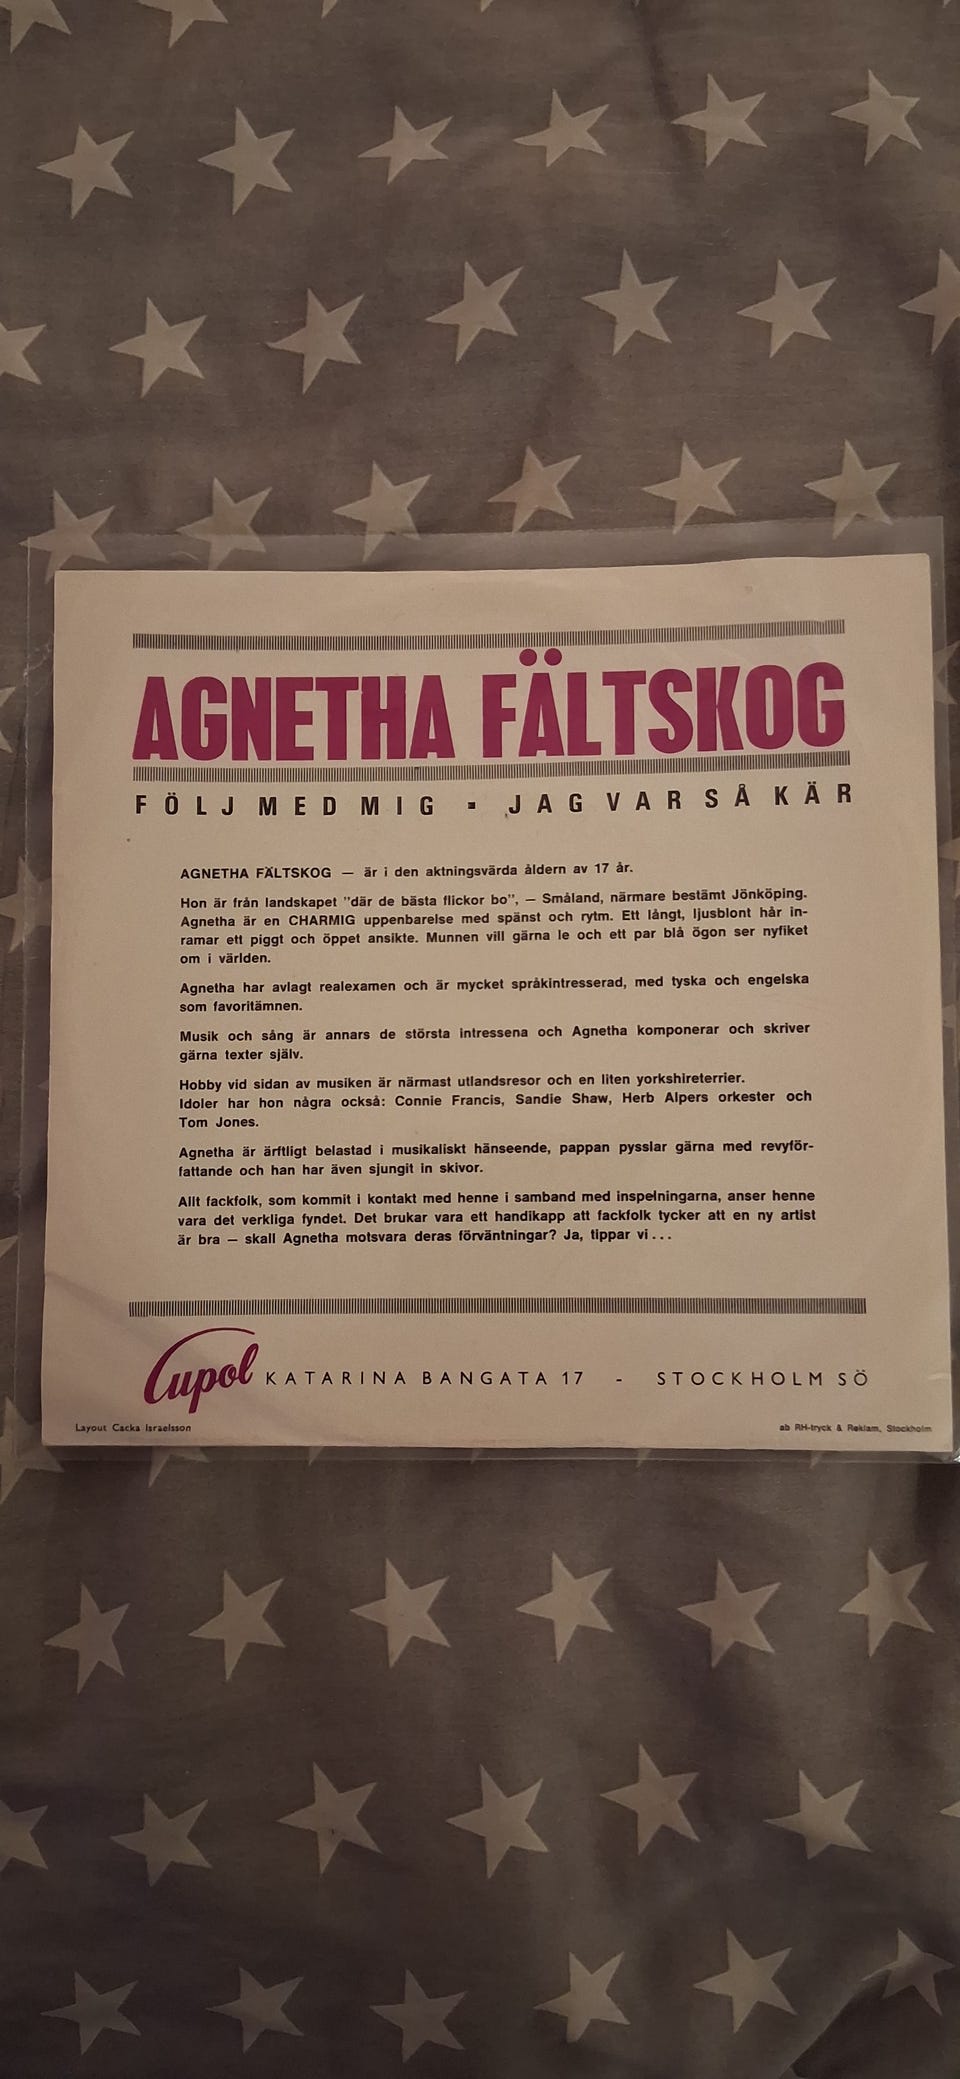 AGNETHA FÄLTSKOG
FÖLJ MED MIG ▪ JAG VAR SÅ KÄR
AGNETHA FÄLTSKOG — är i den aktningsvärda åldern av 17 år.
Hon är från landskapet "där de bästa flickor bo", — Småland, närmare bestämt Jönköping.
Agnetha är en CHARMIG uppenbarelse med spänst och rytm. Ett långt, ljusblont hår in-
ramar ett piggt och öppet ansikte. Munnen vill gärna le och ett par blå ögon ser nyfiket
om i världen.
Agnetha har avlagt realexamen och är mycket språkintresserad, med tyska och engelska
som favoritämnen.
Musik och sång är annars de största intressena och Agnetha komponerar och skriver
gärna texter själv.
Hobby vid sidan av musiken är närmast utlandsresor och en liten yorkshireterrier.
Idoler har hon några också: Connie Francis, Sandie Shaw, Herb Alpers orkester och
Tom Jones.
Agnetha är ärftligt belastad i musikaliskt hänseende, pappan pysslar gärna med revyför-
fattande och han har även sjungit in skivor.
Allt fackfolk, som kommit i kontakt med henne i samband med inspelningarna, anser henne
vara det verkliga fyndet. Det brukar vara ett handikapp att fackfolk tycker att en ny artist
är bra — skall Agnetha motsvara deras förväntningar? Ja, tippar vi...
Cupol KATARINA BANGATA 17 - STOCKHOLM SÖ
Layout Cacka Israelsson ab RH-tryck & Reklam, Stockholm